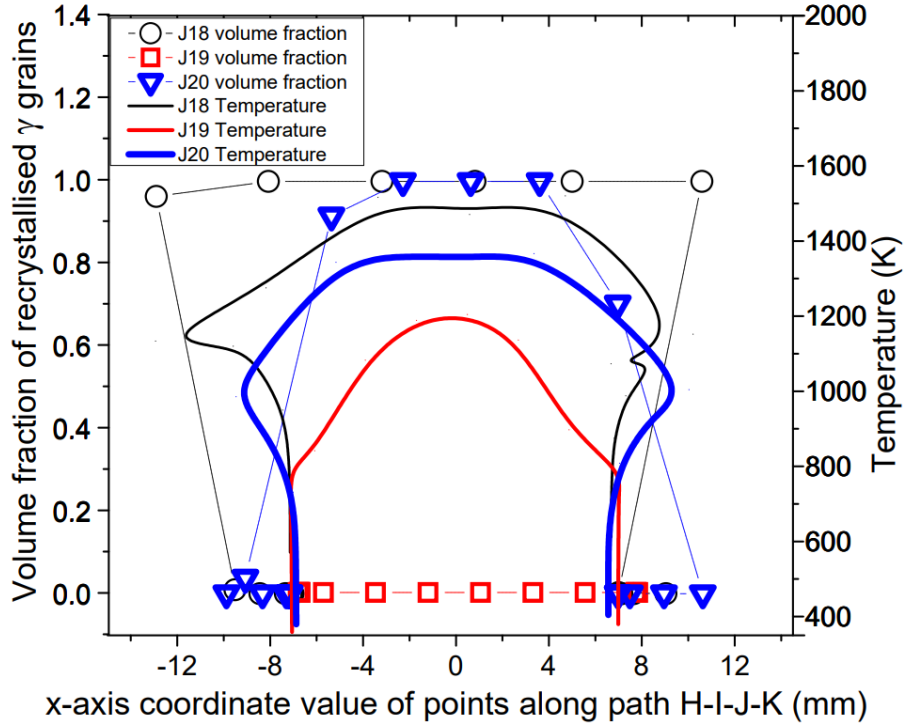 J18 volume fraction
J19 volume fraction
J20 volume fraction
J18 Temperature
J19 Temperature
J20 Temperature
Volume fraction of recrystallised γ grains
1.4
1.2
1.0
0.8
0.6
0.4
0.2
0.0
2000
1800
1600
1400
1200
1000
800
600
400
Temperature (K)
-12 -8 -4 0 4 8 12
x-axis coordinate value of points along path H-I-J-K (mm)